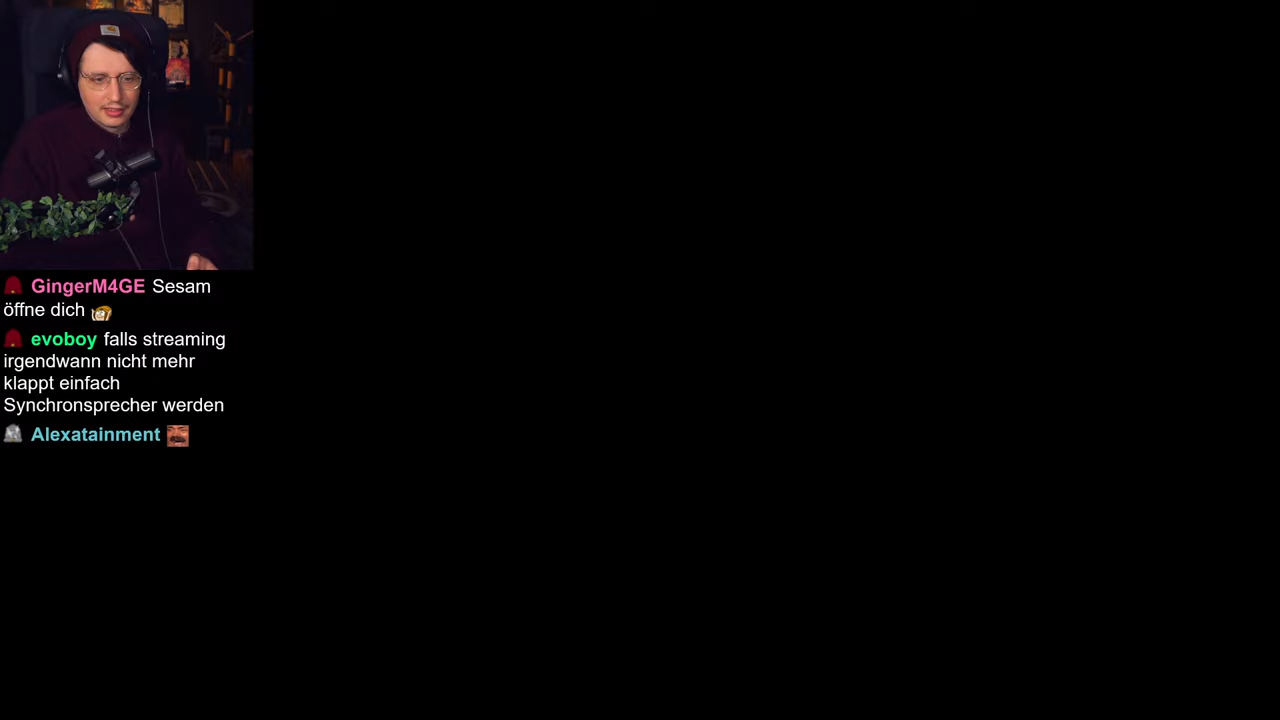 GingerM4GE Sesam
öffne dich
evoboy falls streaming
irgendwann nicht mehr
klappt einfach
Synchronsprecher werden
Alexatainment